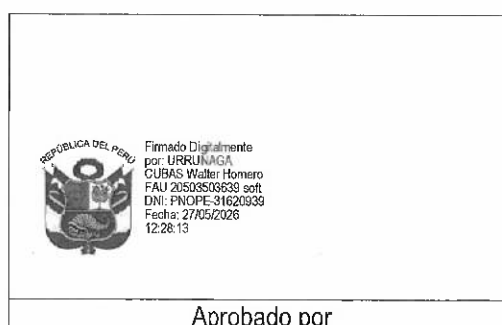 REPÚBLICA DEL PERÚ
Firmado Digitalmente
por: URRUÑAGA
CUBAS Walter Homero
FAU 20503503639 soft
DNI: PNOPE-31620939
Fecha: 27/05/2026
12:28:13
Aprobado por